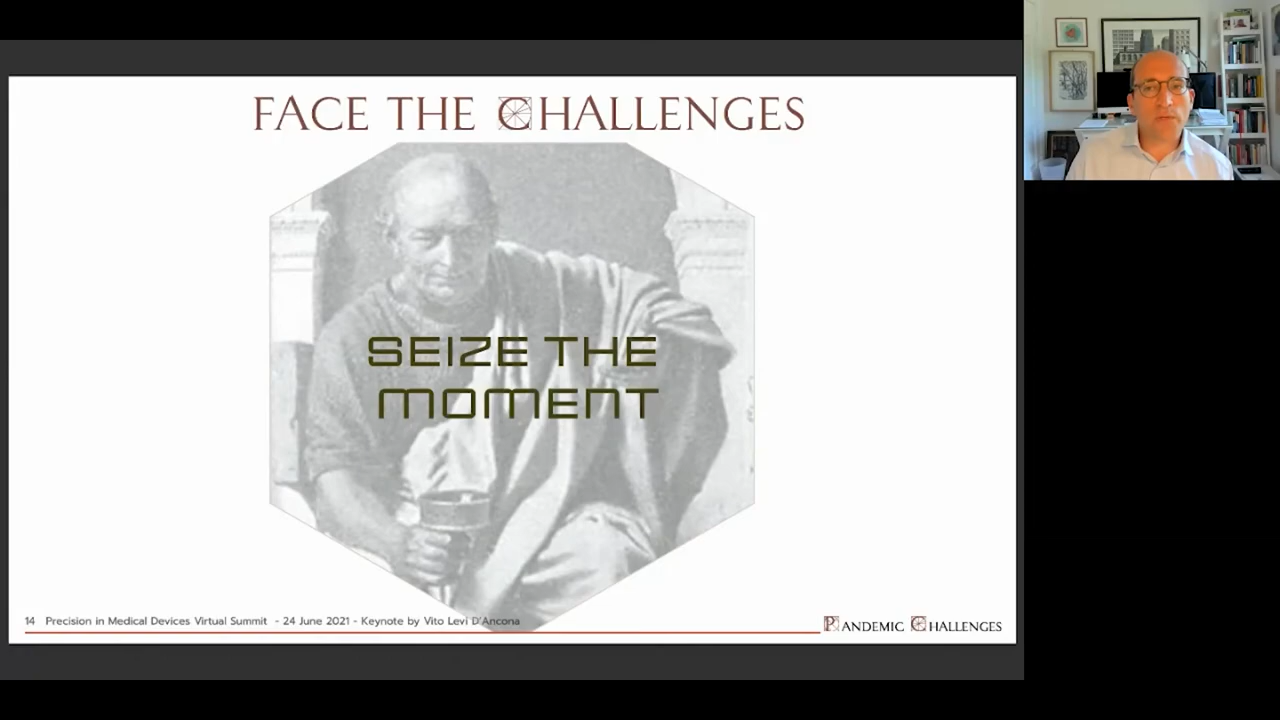 FACE THE CHALLENGES
SEIZE THE
MOMENT
14 Precision in Medical Devices Virtual Summit - 24 June 2021 - Keynote by Vito Levi D'Ancona
PANDEMIC CHALLENGES